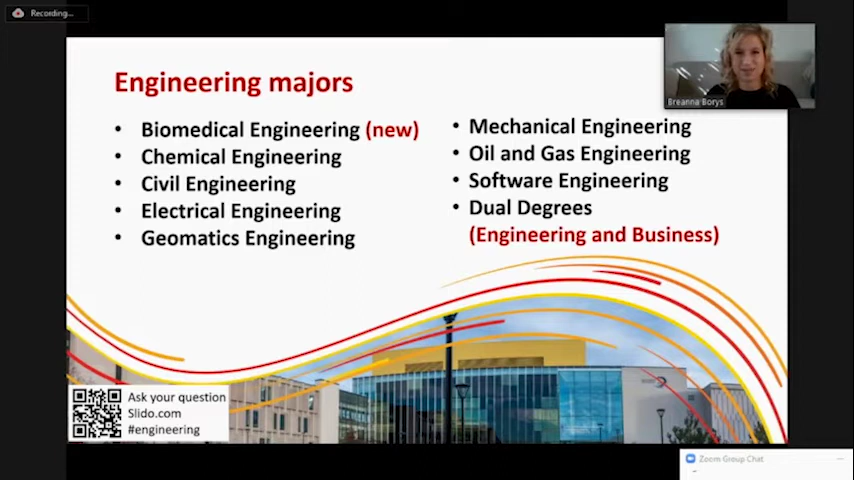 Recording...
Engineering majors
• Biomedical Engineering (new)
• Chemical Engineering
• Civil Engineering
• Electrical Engineering
• Geomatics Engineering
• Mechanical Engineering
• Oil and Gas Engineering
• Software Engineering
• Dual Degrees
(Engineering and Business)
Breanna Borys
Ask your question
Slido.com
#engineering
Zoom Group Chat